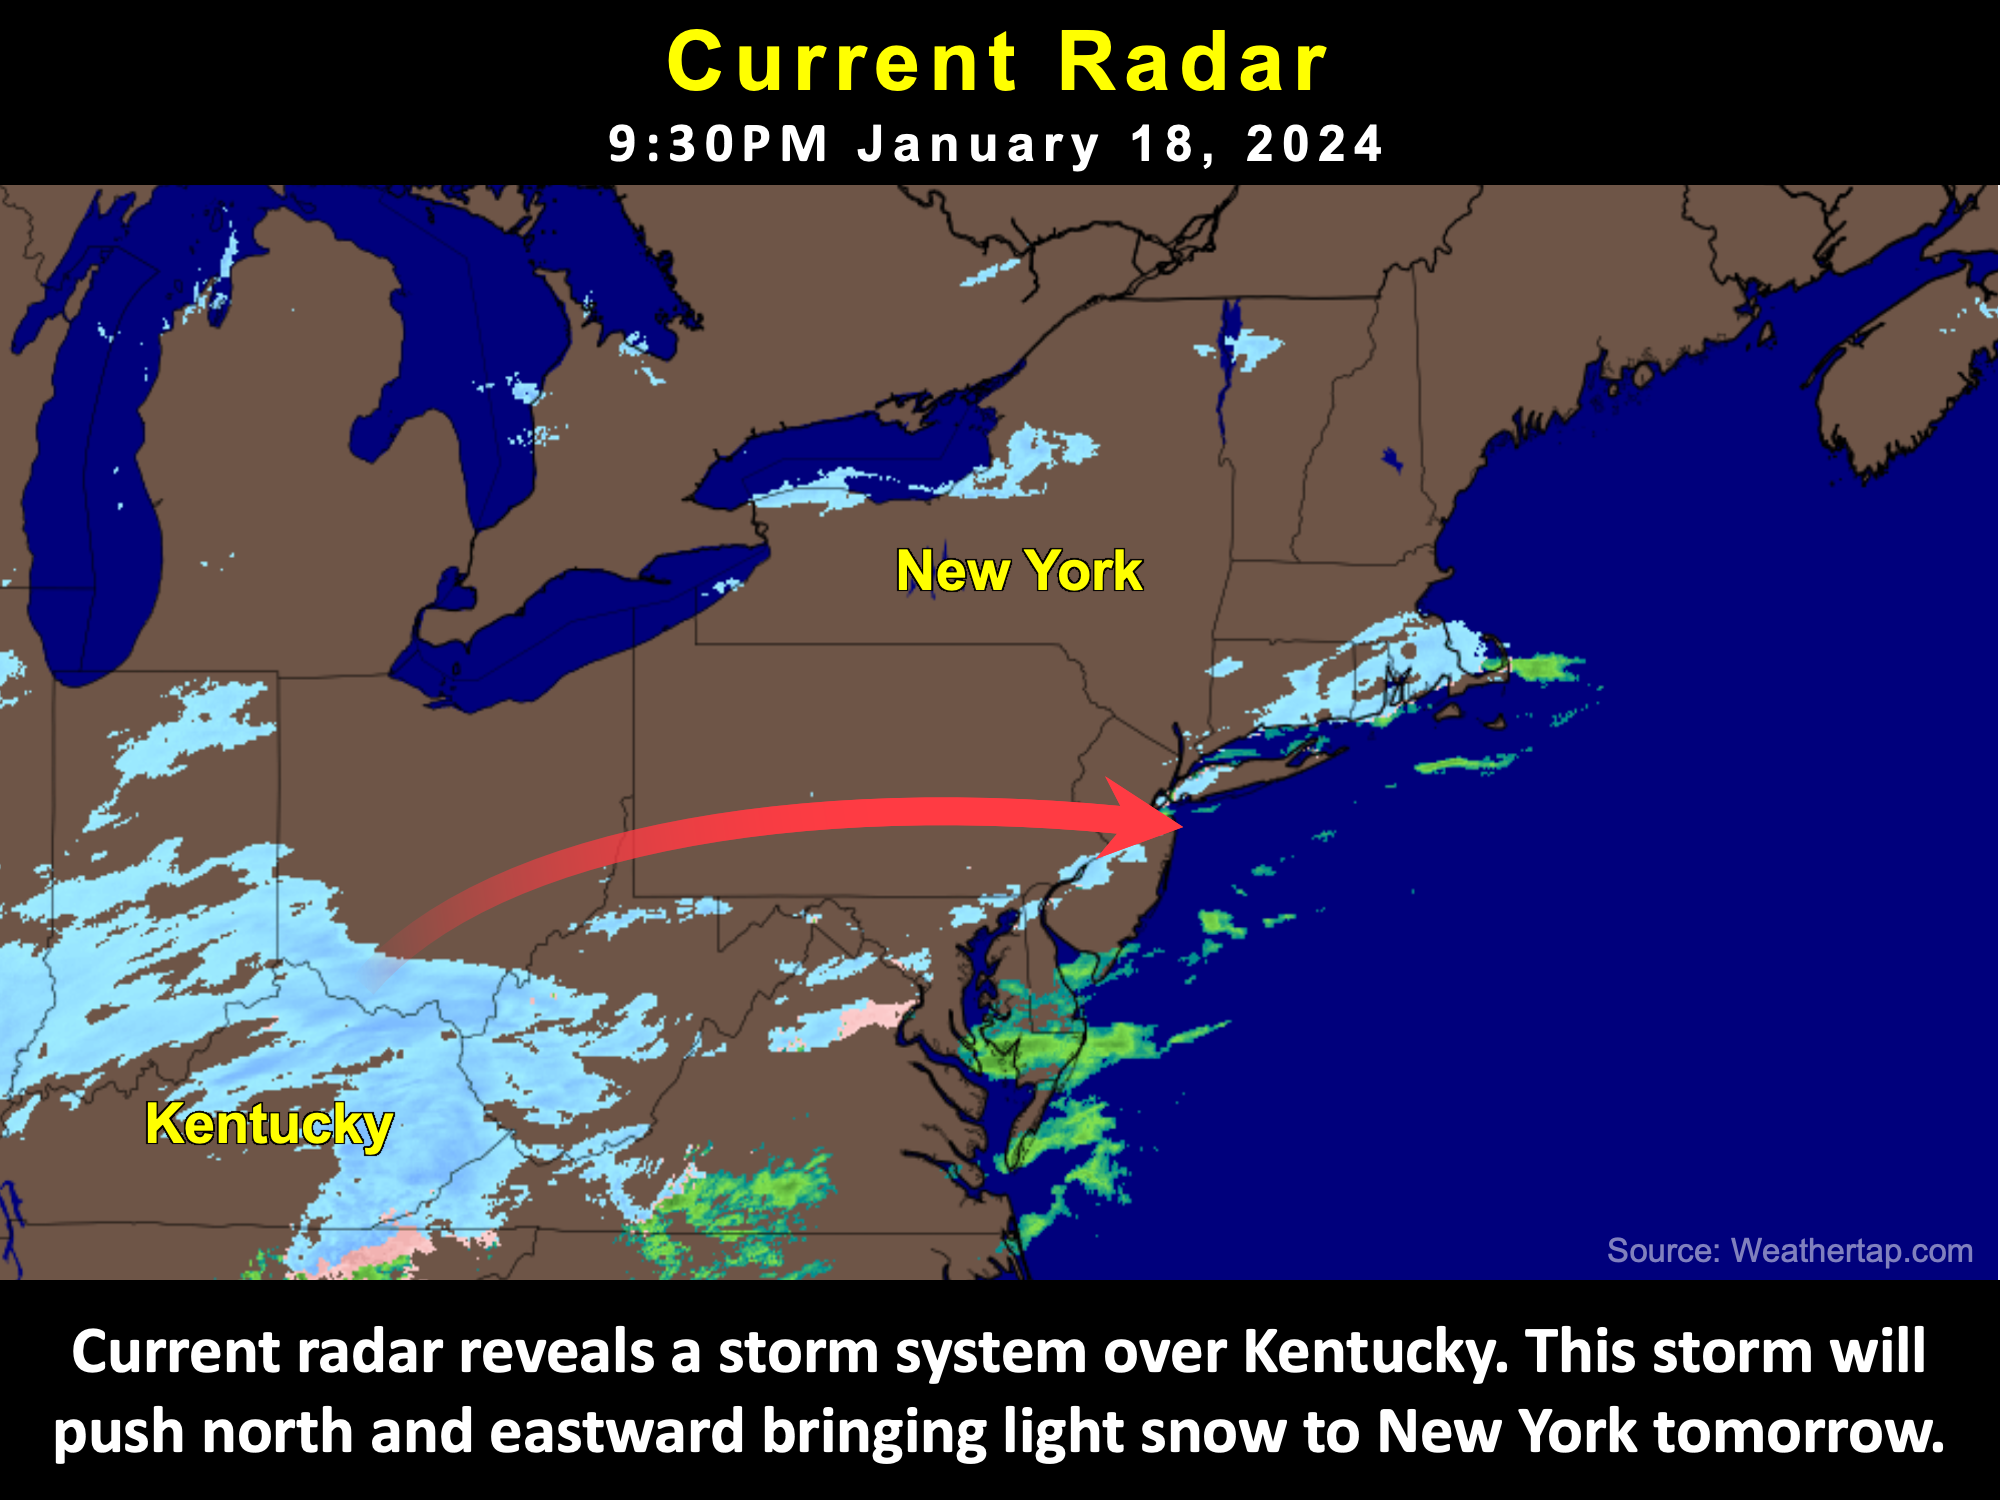 Current Radar
9:30PM January 18, 2024
New York
Kentucky
Source: Weathertap.com
Current radar reveals a storm system over Kentucky. This storm will
push north and eastward bringing light snow to New York tomorrow.